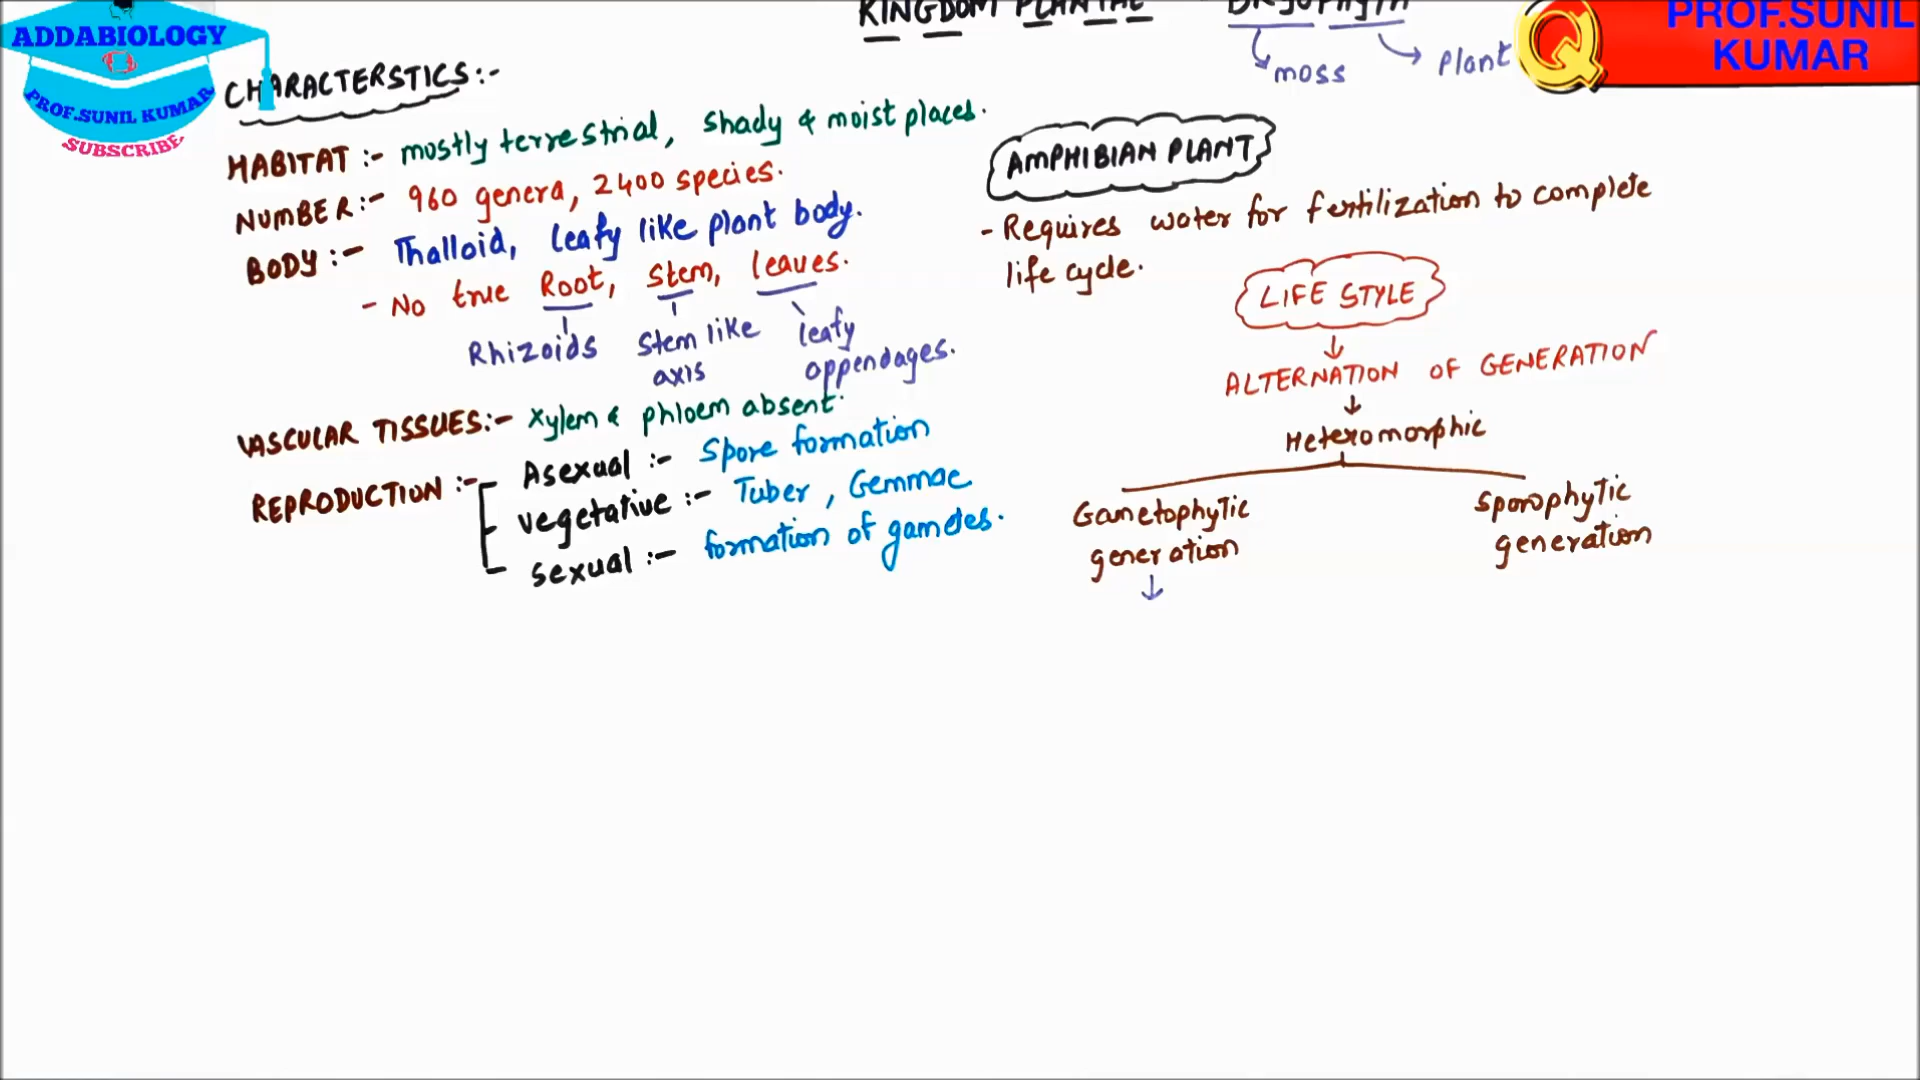 KINGDOM PLANTAE
Bryophyta
moss
plant
ADDABIOLOGY
PROF.SUNIL KUMAR
SUBSCRIBE
PROF.SUNIL
KUMAR
CHARACTERSTICS:-
HABITAT :- mostly terrestrial, shady & moist places.
NUMBER:- 960 genera, 2400 species.
BODY :- Thalloid, leafy like plant body.
- No true Root, stem, leaves.
Rhizoids stem like leafy
axis appendages.
VASCULAR TISSUES:- xylem & phloem absent.
REPRODUCTION :- Asexual :- Spore formation
vegetative :- Tuber, Gemmae
sexual :- formation of gametes.
AMPHIBIAN PLANT
- Requires water for fertilization to complete
life cycle.
LIFE STYLE
ALTERNATION OF GENERATION
Heteromorphic
Gametophytic
generation
Sporophytic
generation